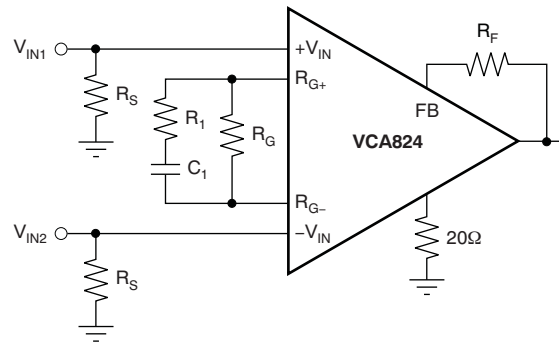 V_IN1
+V_IN
R_F
R_S
R_G+
R_1
FB
R_G
VCA824
C_1
R_G−
V_IN2
−V_IN
20Ω
R_S